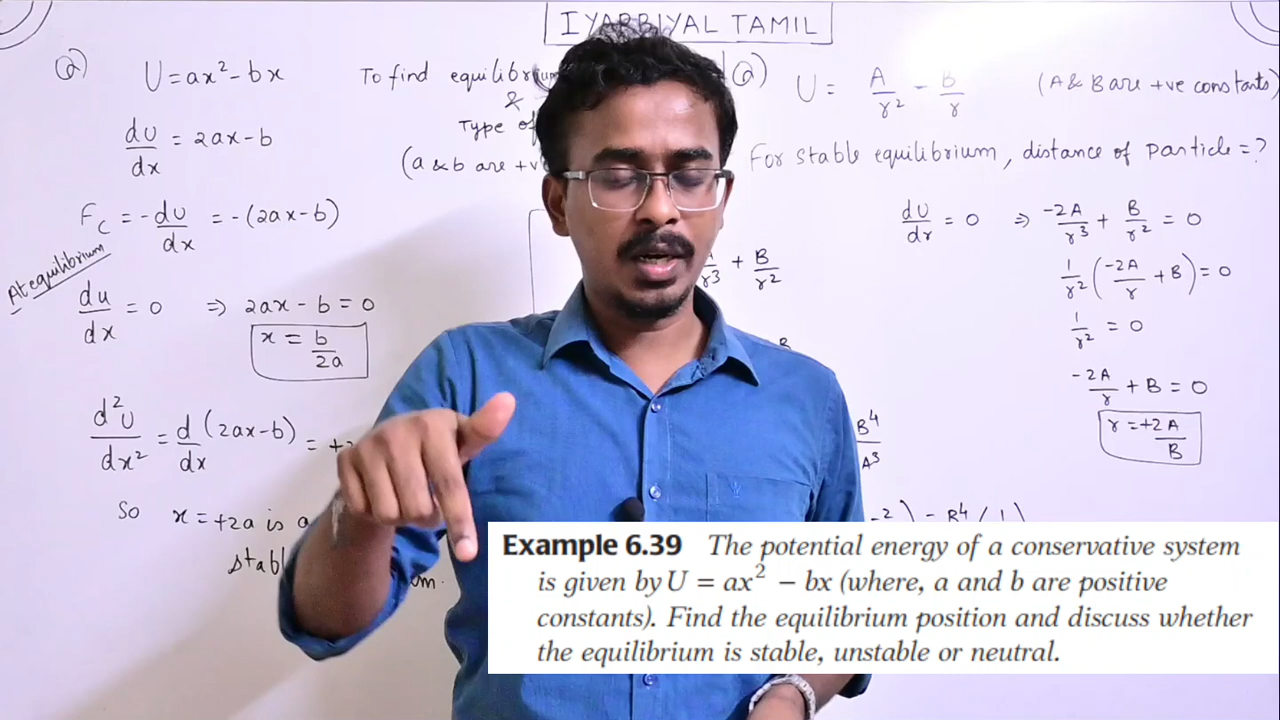 IYARBIYAL TAMIL
Q)
U = ax² - bx
dU/dx = 2ax - b
F_C = -dU/dx = -(2ax - b)
At equilibrium
du/dx = 0 ⇒ 2ax - b = 0
x = b/2a
d²U/dx² = d/dx (2ax - b) = +2
So x = +2a is a
To find equilibrium
&
Type of
(a & b are +ve
Q)
U = A/r² - B/r (A & B are +ve constants)
For stable equilibrium, distance of particle = ?
dU/dr = 0 ⇒ -2A/r³ + B/r² = 0
1/r² (-2A/r + B) = 0
1/r² = 0
-2A/r + B = 0
r = +2A/B
+ B/r²
B⁴/A³
Example 6.39 The potential energy of a conservative system
is given by U = ax² − bx (where, a and b are positive
constants). Find the equilibrium position and discuss whether
the equilibrium is stable, unstable or neutral.